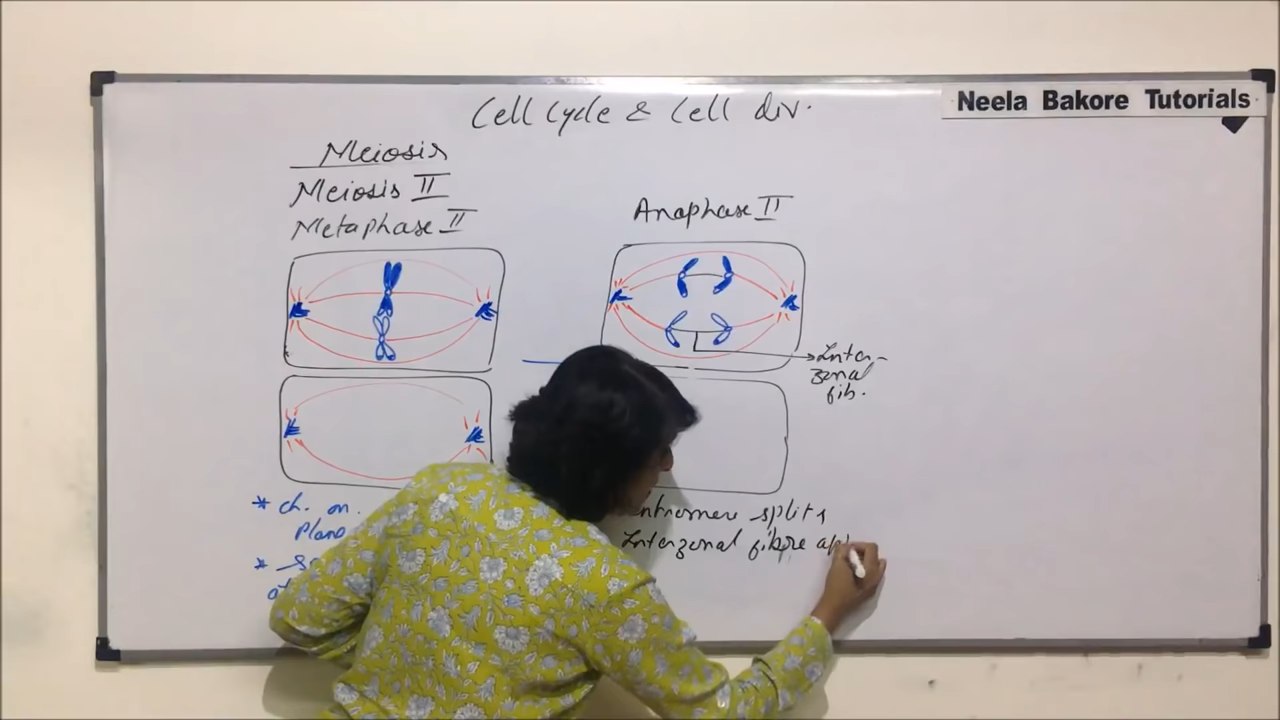 Neela Bakore Tutorials
Cell Cycle & Cell div.
Meiosis
Meiosis II
Metaphase II
Anaphase II
Inter-
zonal
fib.
* ch. on
plane
*
splits
Interzonal fibre